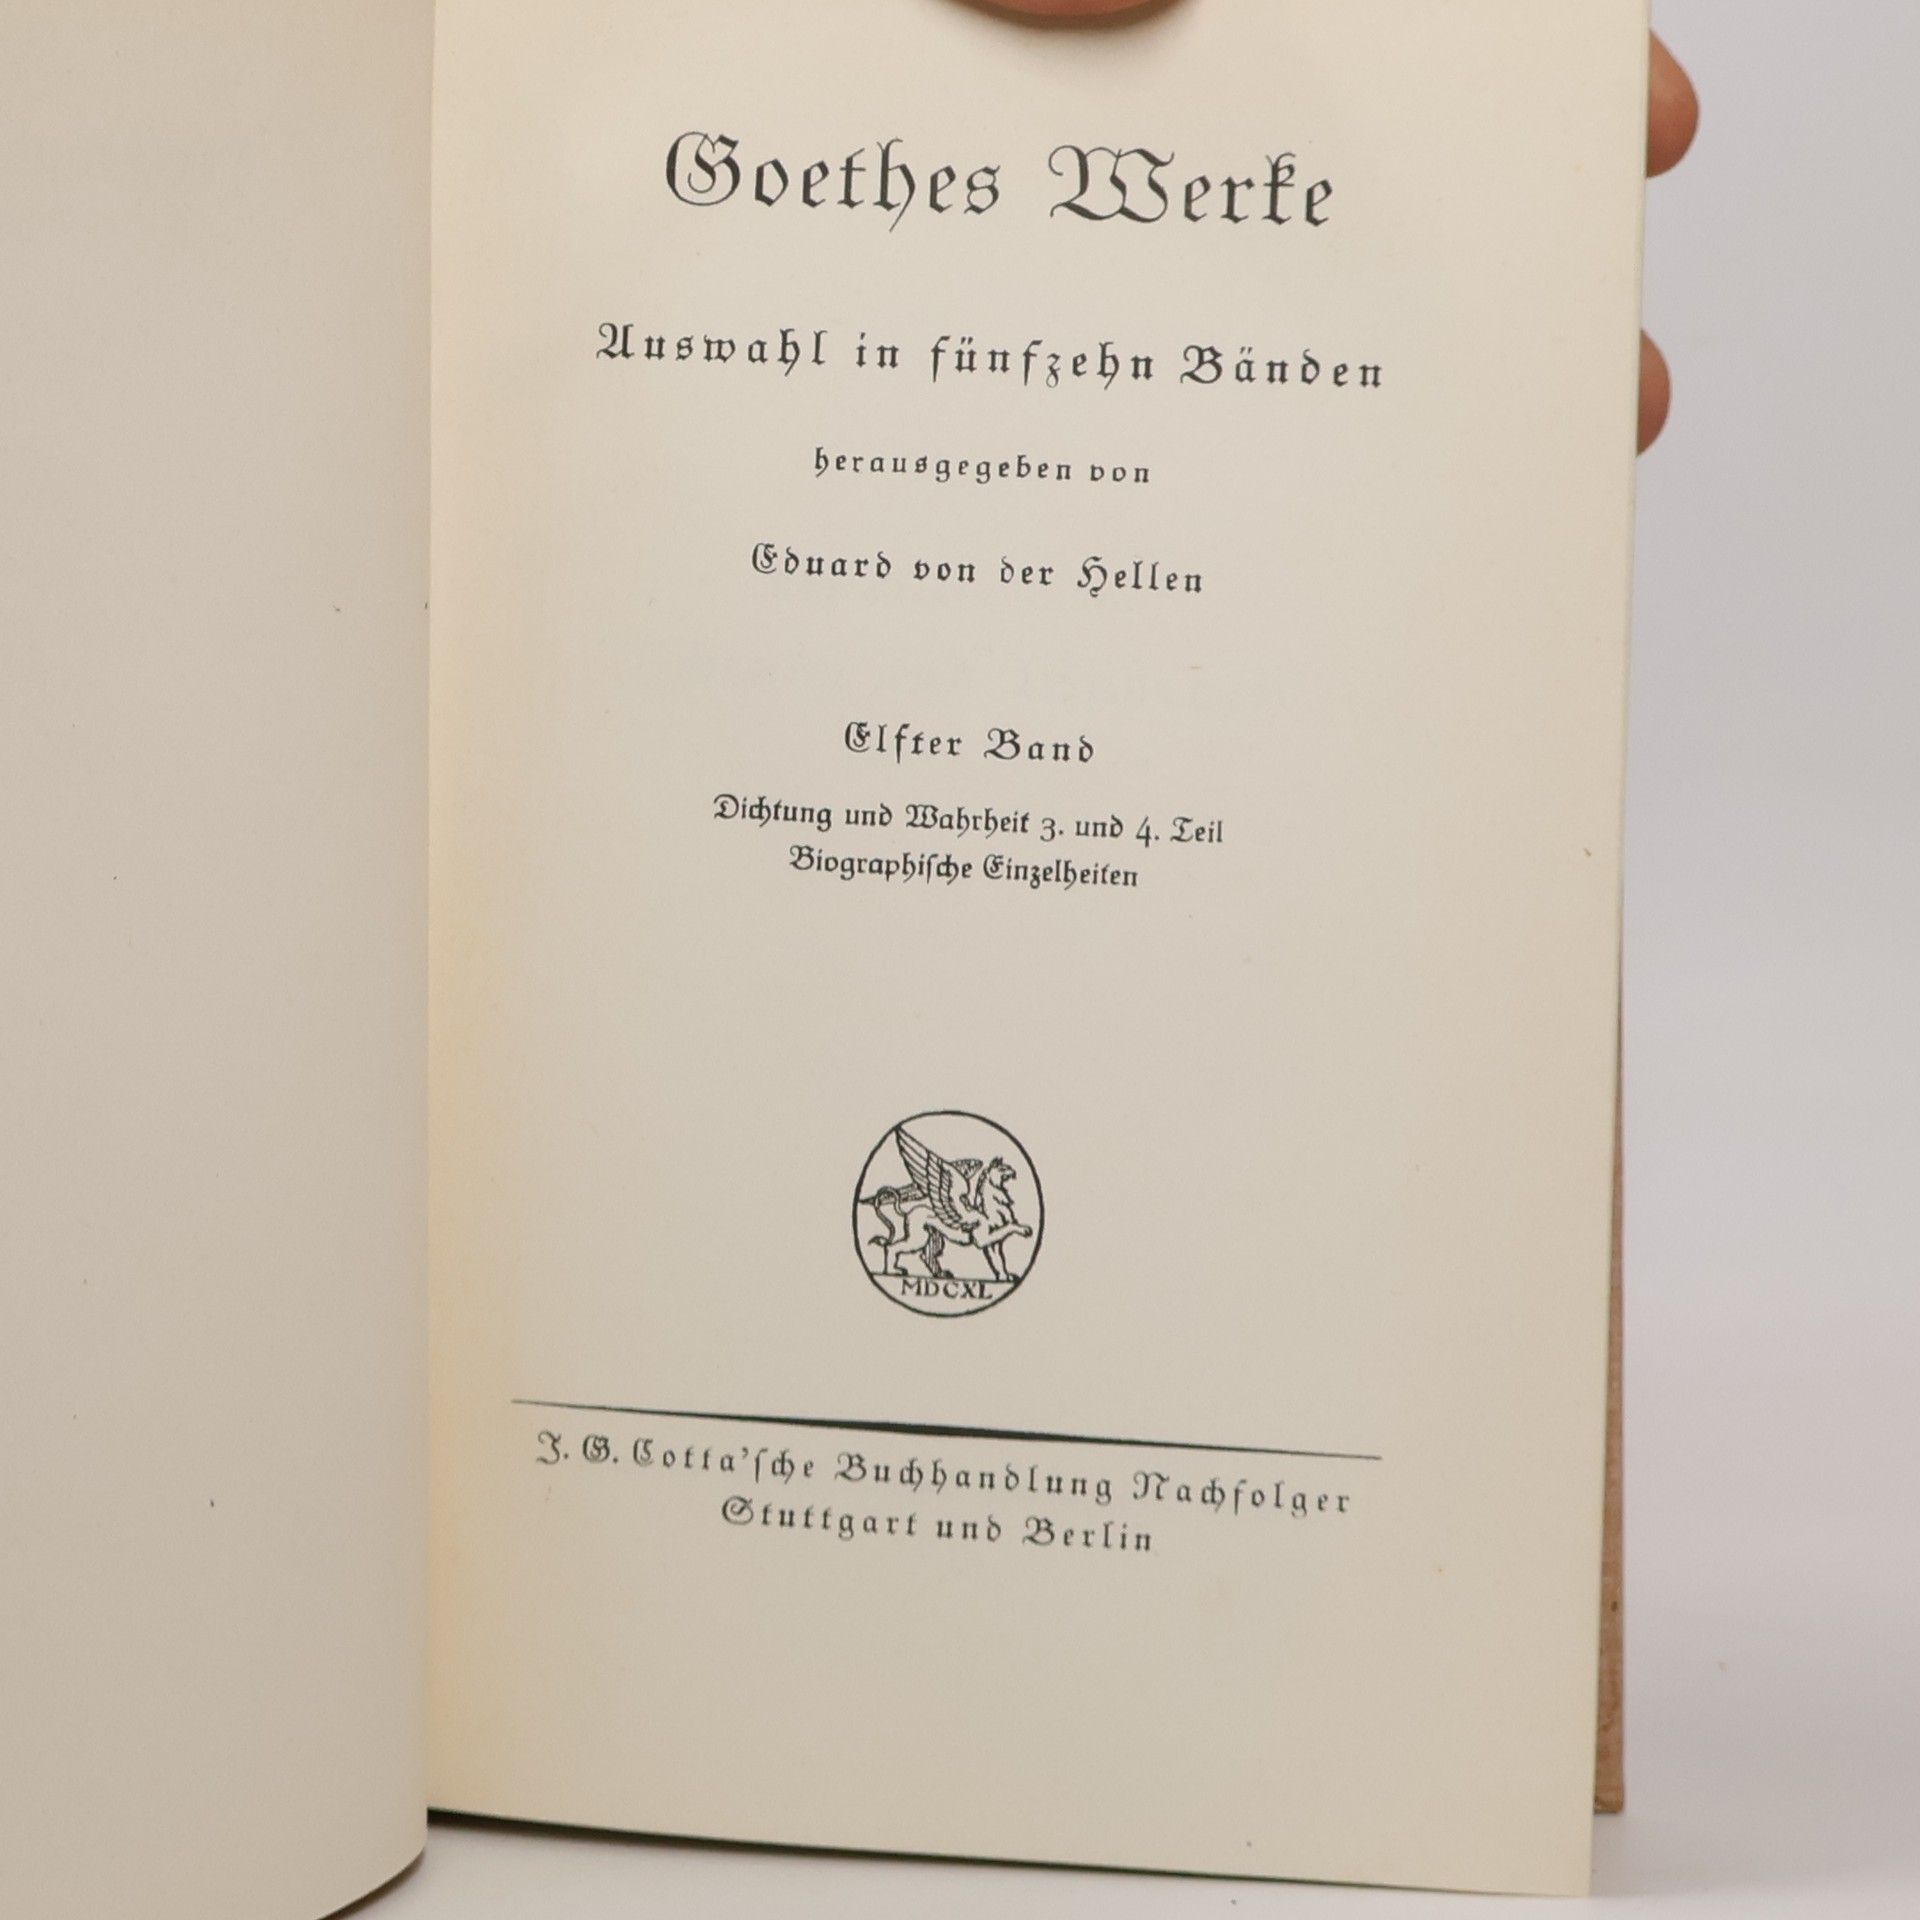 Goethes Werke
Auswahl in fünfzehn Bänden
herausgegeben von
Eduard von der Hellen
Elfter Band
Dichtung und Wahrheit 3. und 4. Teil
Biographiſche Einzelheiten
MDCXL
J. G. Cotta'ſche Buchhandlung Nachfolger
Stuttgart und Berlin